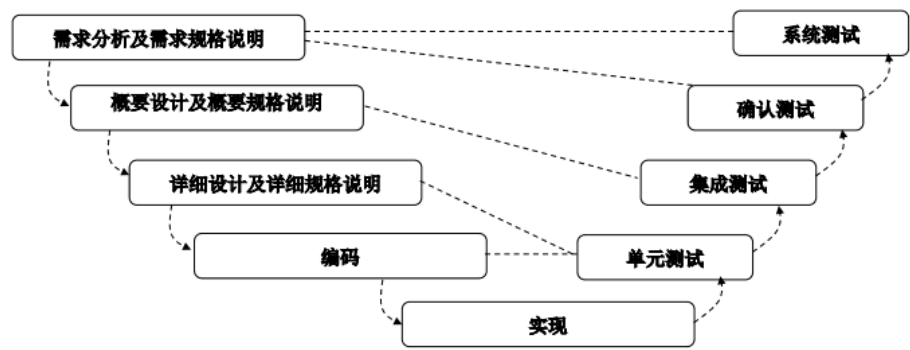 需求分析及需求规格说明
系统测试
概要设计及概要规格说明
确认测试
详细设计及详细规格说明
集成测试
编码
单元测试
实现